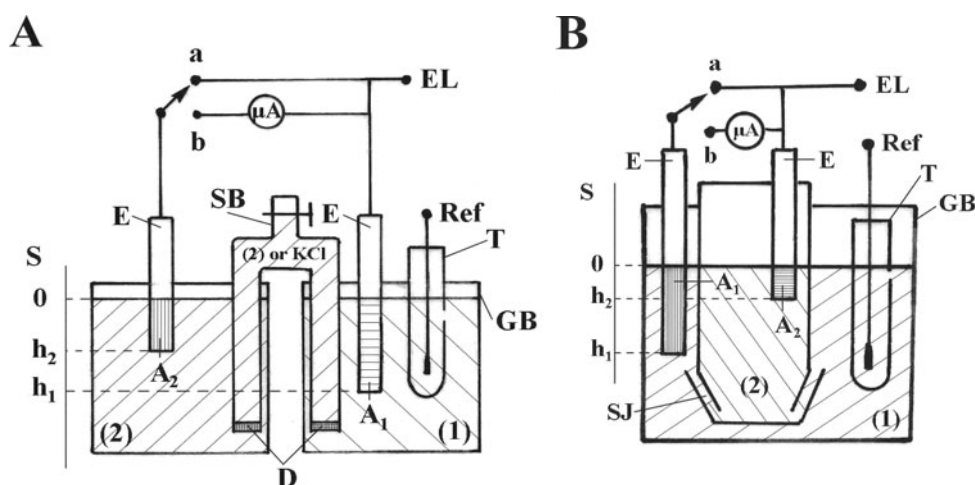 A
a
EL
μA
b
SB
E
E
Ref
T
(2) or KCl
S
0
GB
h2
A2
h1
A1
(2)
(1)
D
B
a
EL
μA
b
Ref
E
E
T
S
GB
0
A1
h2
A2
h1
(2)
SJ
(1)